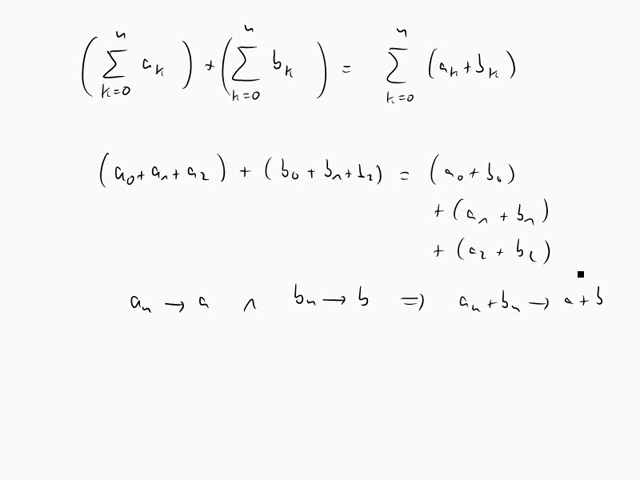 (∑_{k=0}^{n} a_k) + (∑_{k=0}^{n} b_k) = ∑_{k=0}^{n} (a_k + b_k)
(a_0 + a_1 + a_2) + (b_0 + b_1 + b_2) = (a_0 + b_0)
+ (a_1 + b_1)
+ (a_2 + b_2)
a_n → a ∧ b_n → b ⇒ a_n + b_n → a + b